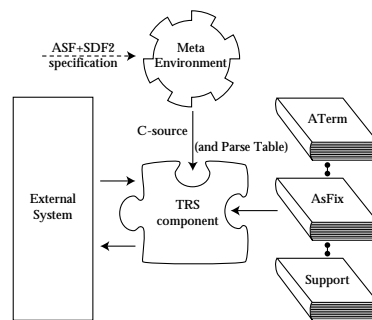 ASF+SDF2
specification
Meta
Environment
C-source
(and Parse Table)
ATerm
External
System
TRS
component
AsFix
Support